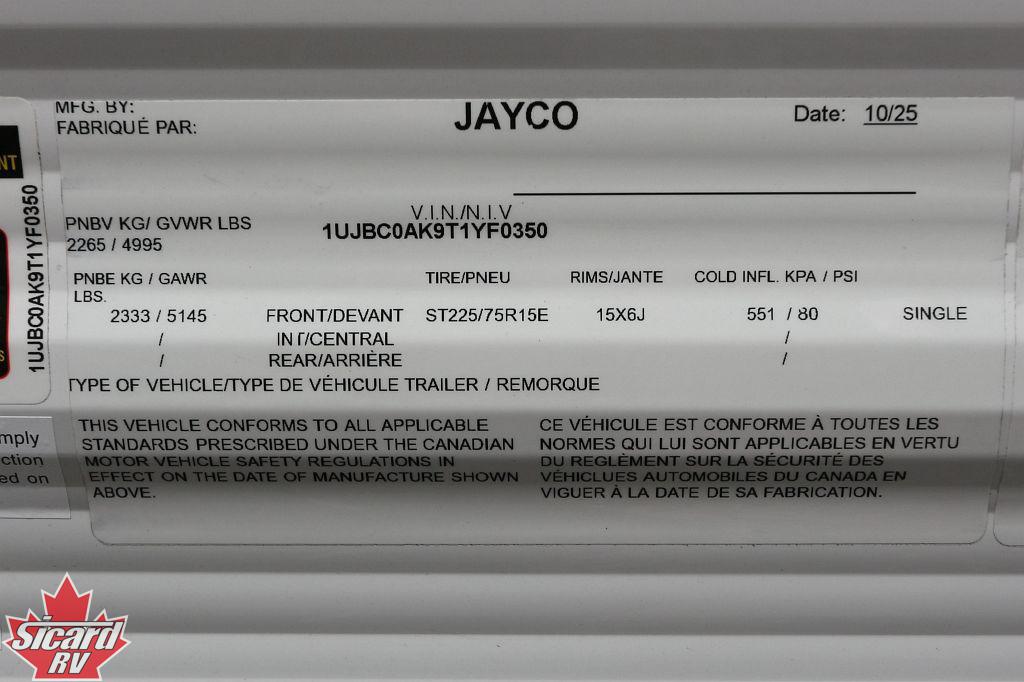 MFG. BY:
FABRIQUÉ PAR:
JAYCO
Date: 10/25
NT
1UJBC0AK9T1YF0350
V.I.N./N.I.V
1UJBC0AK9T1YF0350
PNBV KG/ GVWR LBS
2265 / 4995
PNBE KG / GAWR LBS. TIRE/PNEU RIMS/JANTE COLD INFL. KPA / PSI
2333 / 5145 FRONT/DEVANT ST225/75R15E 15X6J 551 / 80 SINGLE
/ INT/CENTRAL /
/ REAR/ARRIÈRE /
TYPE OF VEHICLE/TYPE DE VÉHICULE TRAILER / REMORQUE
THIS VEHICLE CONFORMS TO ALL APPLICABLE
STANDARDS PRESCRIBED UNDER THE CANADIAN
MOTOR VEHICLE SAFETY REGULATIONS IN
EFFECT ON THE DATE OF MANUFACTURE SHOWN
ABOVE.
CE VÉHICULE EST CONFORME À TOUTES LES
NORMES QUI LUI SONT APPLICABLES EN VERTU
DU REGLÈMENT SUR LA SÉCURITÉ DES
VÉHÍCLUES AUTOMOBILES DU CANADA EN
VIGUER À LA DATE DE SA FABRICATION.
mply
ction
ed on
Sicard
RV